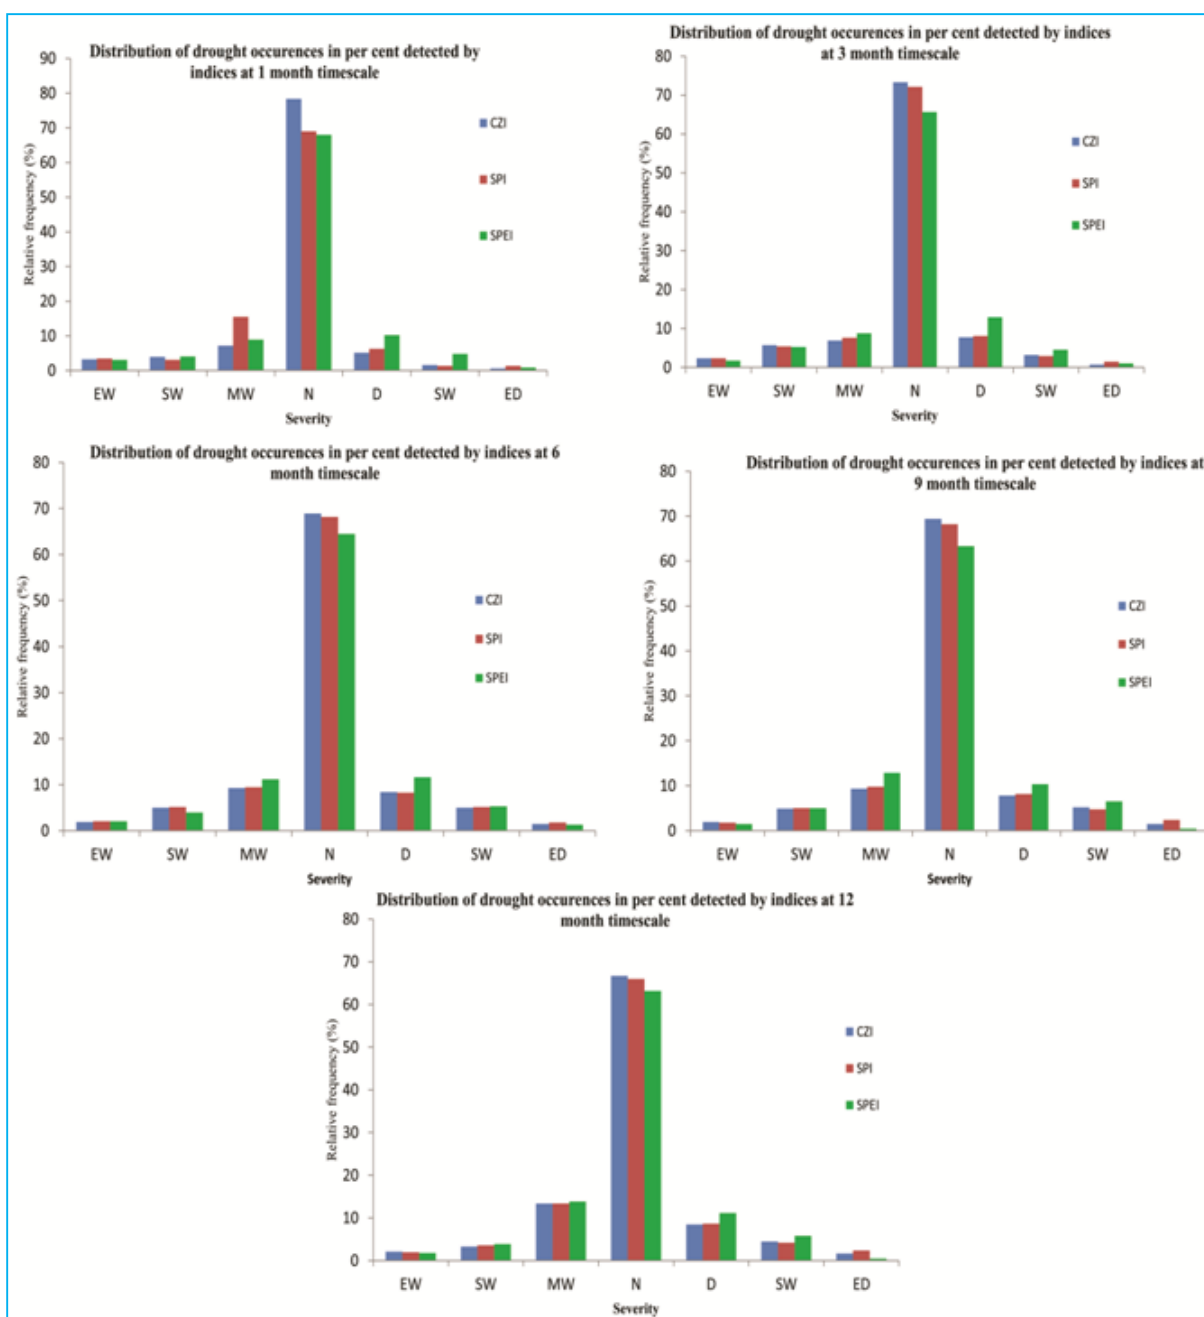 Distribution of drought occurences in per cent detected by
indices at 1 month timescale
90
80
70
60
50
40
30
20
10
0
Relative frequency (%)
CZI
SPI
SPEI
EW SW MW N D SW ED
Severity
Distribution of drought occurences in per cent detected by indices
at 3 month timescale
80
70
60
50
40
30
20
10
0
Relative frequency (%)
CZI
SPI
SPEI
EW SW MW N D SW ED
Severity
Distribution of drought occurences in per cent detected by indices at 6
month timescale
80
70
60
50
40
30
20
10
0
Relative frequency (%)
CZI
SPI
SPEI
EW SW MW N D SW ED
Severity
Distribution of drought occurences in per cent detected by indices at
9 month timescale
80
70
60
50
40
30
20
10
0
Relative frequency (%)
CZI
SPI
SPEI
EW SW MW N D SW ED
Severity
Distribution of drought occurences in per cent detected by indices at 12
month timescale
80
70
60
50
40
30
20
10
0
Relative frequency (%)
CZI
SPI
SPEI
EW SW MW N D SW ED
Severity